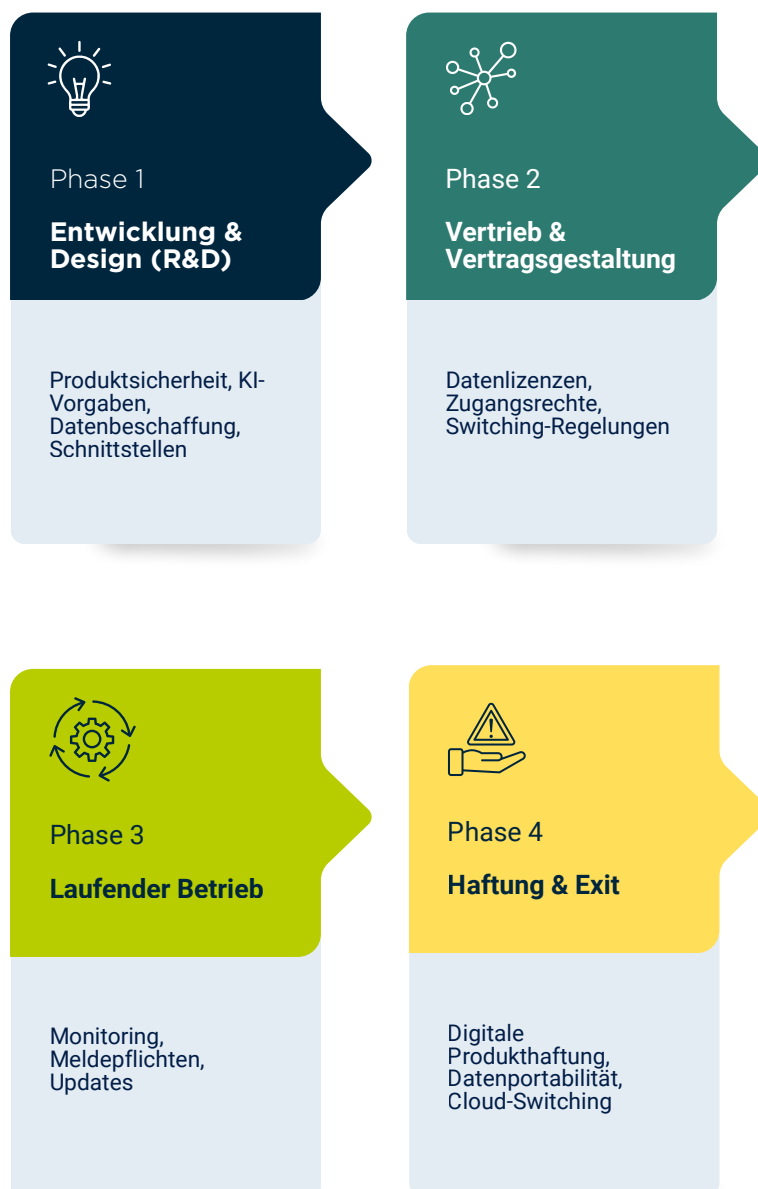 Phase 1
Entwicklung &
Design (R&D)
Produktsicherheit, KI-
Vorgaben,
Datenbeschaffung,
Schnittstellen
Phase 2
Vertrieb &
Vertragsgestaltung
Datenlizenzen,
Zugangsrechte,
Switching-Regelungen
Phase 3
Laufender Betrieb
Monitoring,
Meldepflichten,
Updates
Phase 4
Haftung & Exit
Digitale
Produkthaftung,
Datenportabilität,
Cloud-Switching